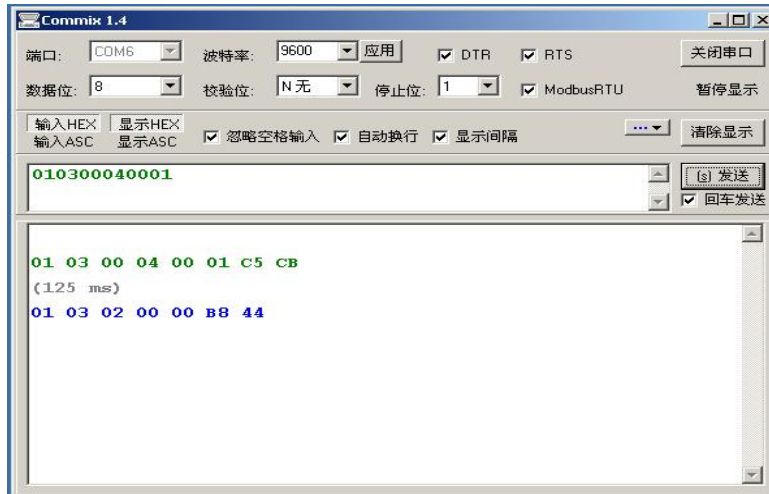 Commix 1.4
端口: COM6 波特率: 9600 应用 DTR RTS 关闭串口
数据位: 8 校验位: N 无 停止位: 1 ModbusRTU 暂停显示
输入HEX 显示HEX
输入ASC 显示ASC 忽略空格输入 自动换行 显示间隔 ... 清除显示
010300040001 (s) 发送
回车发送
01 03 00 04 00 01 C5 CB
(125 ms)
01 03 02 00 00 B8 44